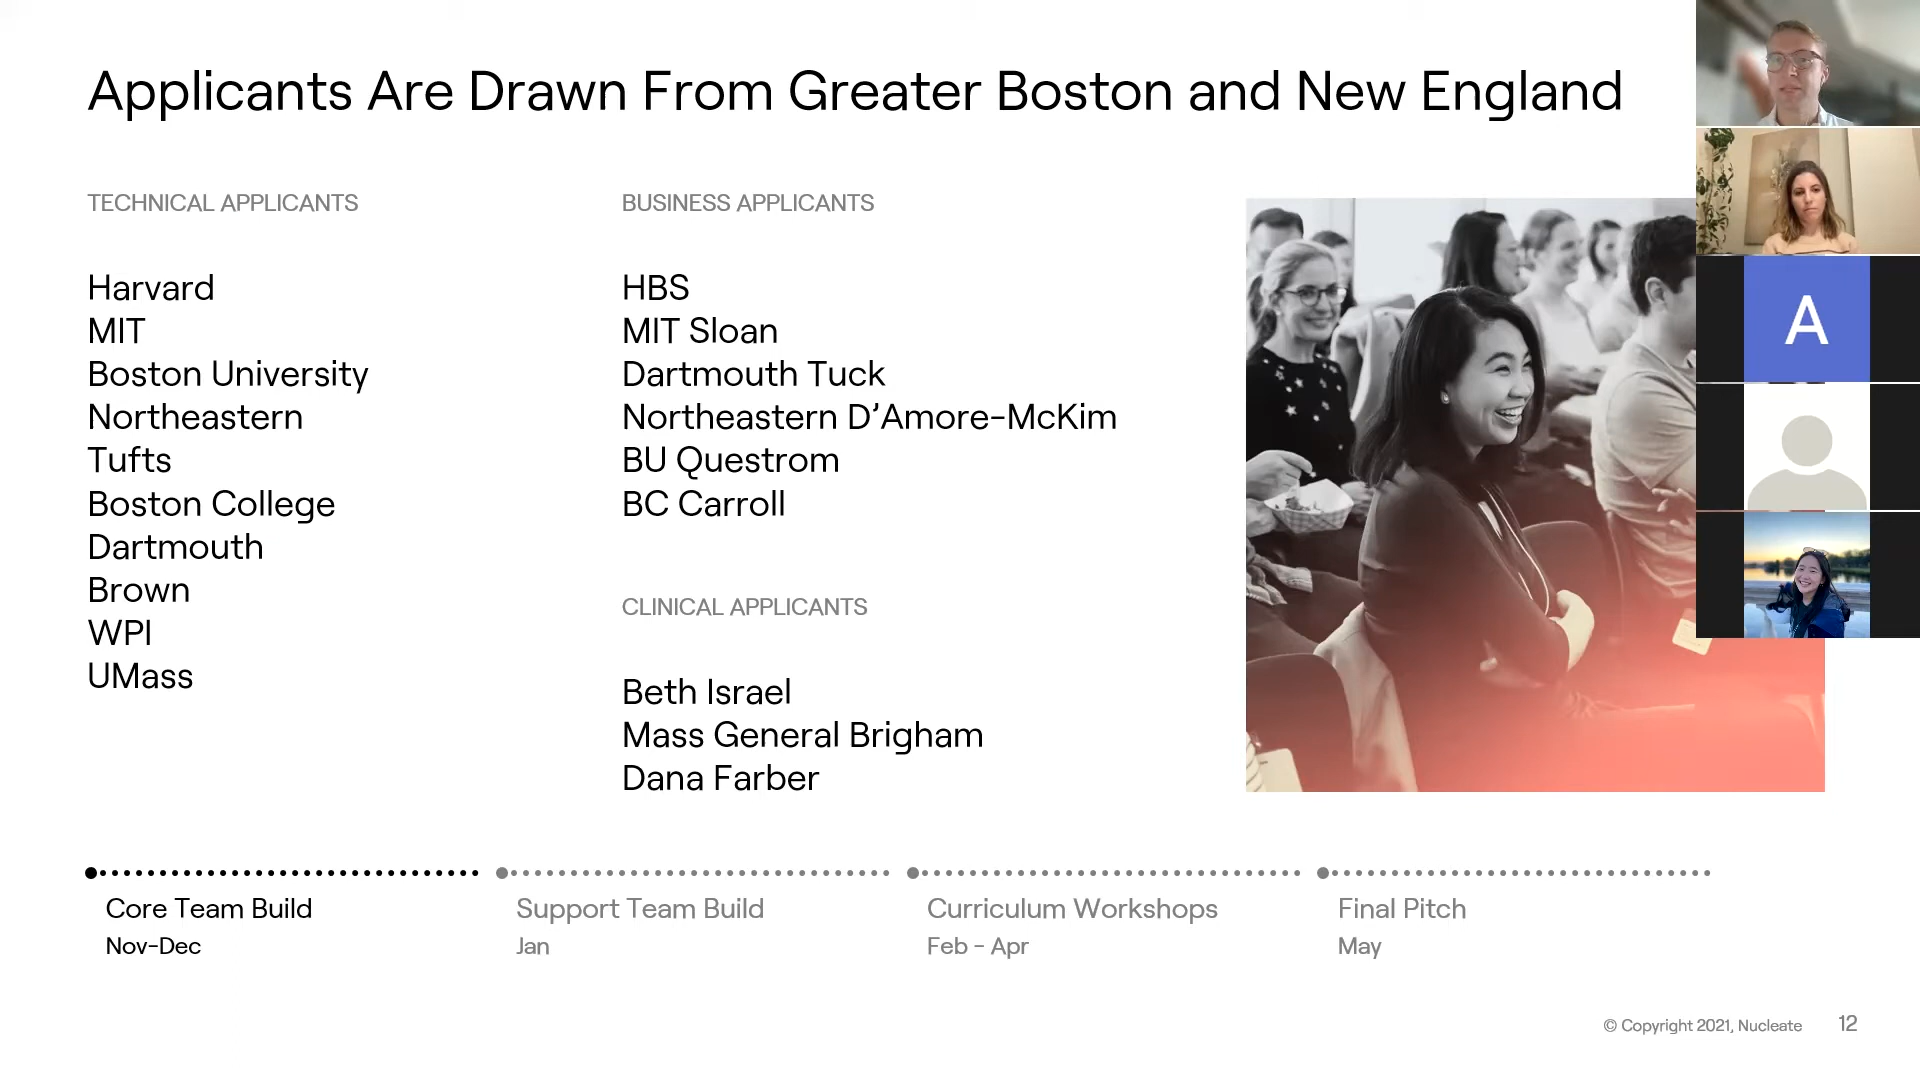 Applicants Are Drawn From Greater Boston and New England
TECHNICAL APPLICANTS
Harvard
MIT
Boston University
Northeastern
Tufts
Boston College
Dartmouth
Brown
WPI
UMass
BUSINESS APPLICANTS
HBS
MIT Sloan
Dartmouth Tuck
Northeastern D’Amore-McKim
BU Questrom
BC Carroll
CLINICAL APPLICANTS
Beth Israel
Mass General Brigham
Dana Farber
A
Core Team Build
Nov-Dec
Support Team Build
Jan
Curriculum Workshops
Feb - Apr
Final Pitch
May
© Copyright 2021, Nucleate
12